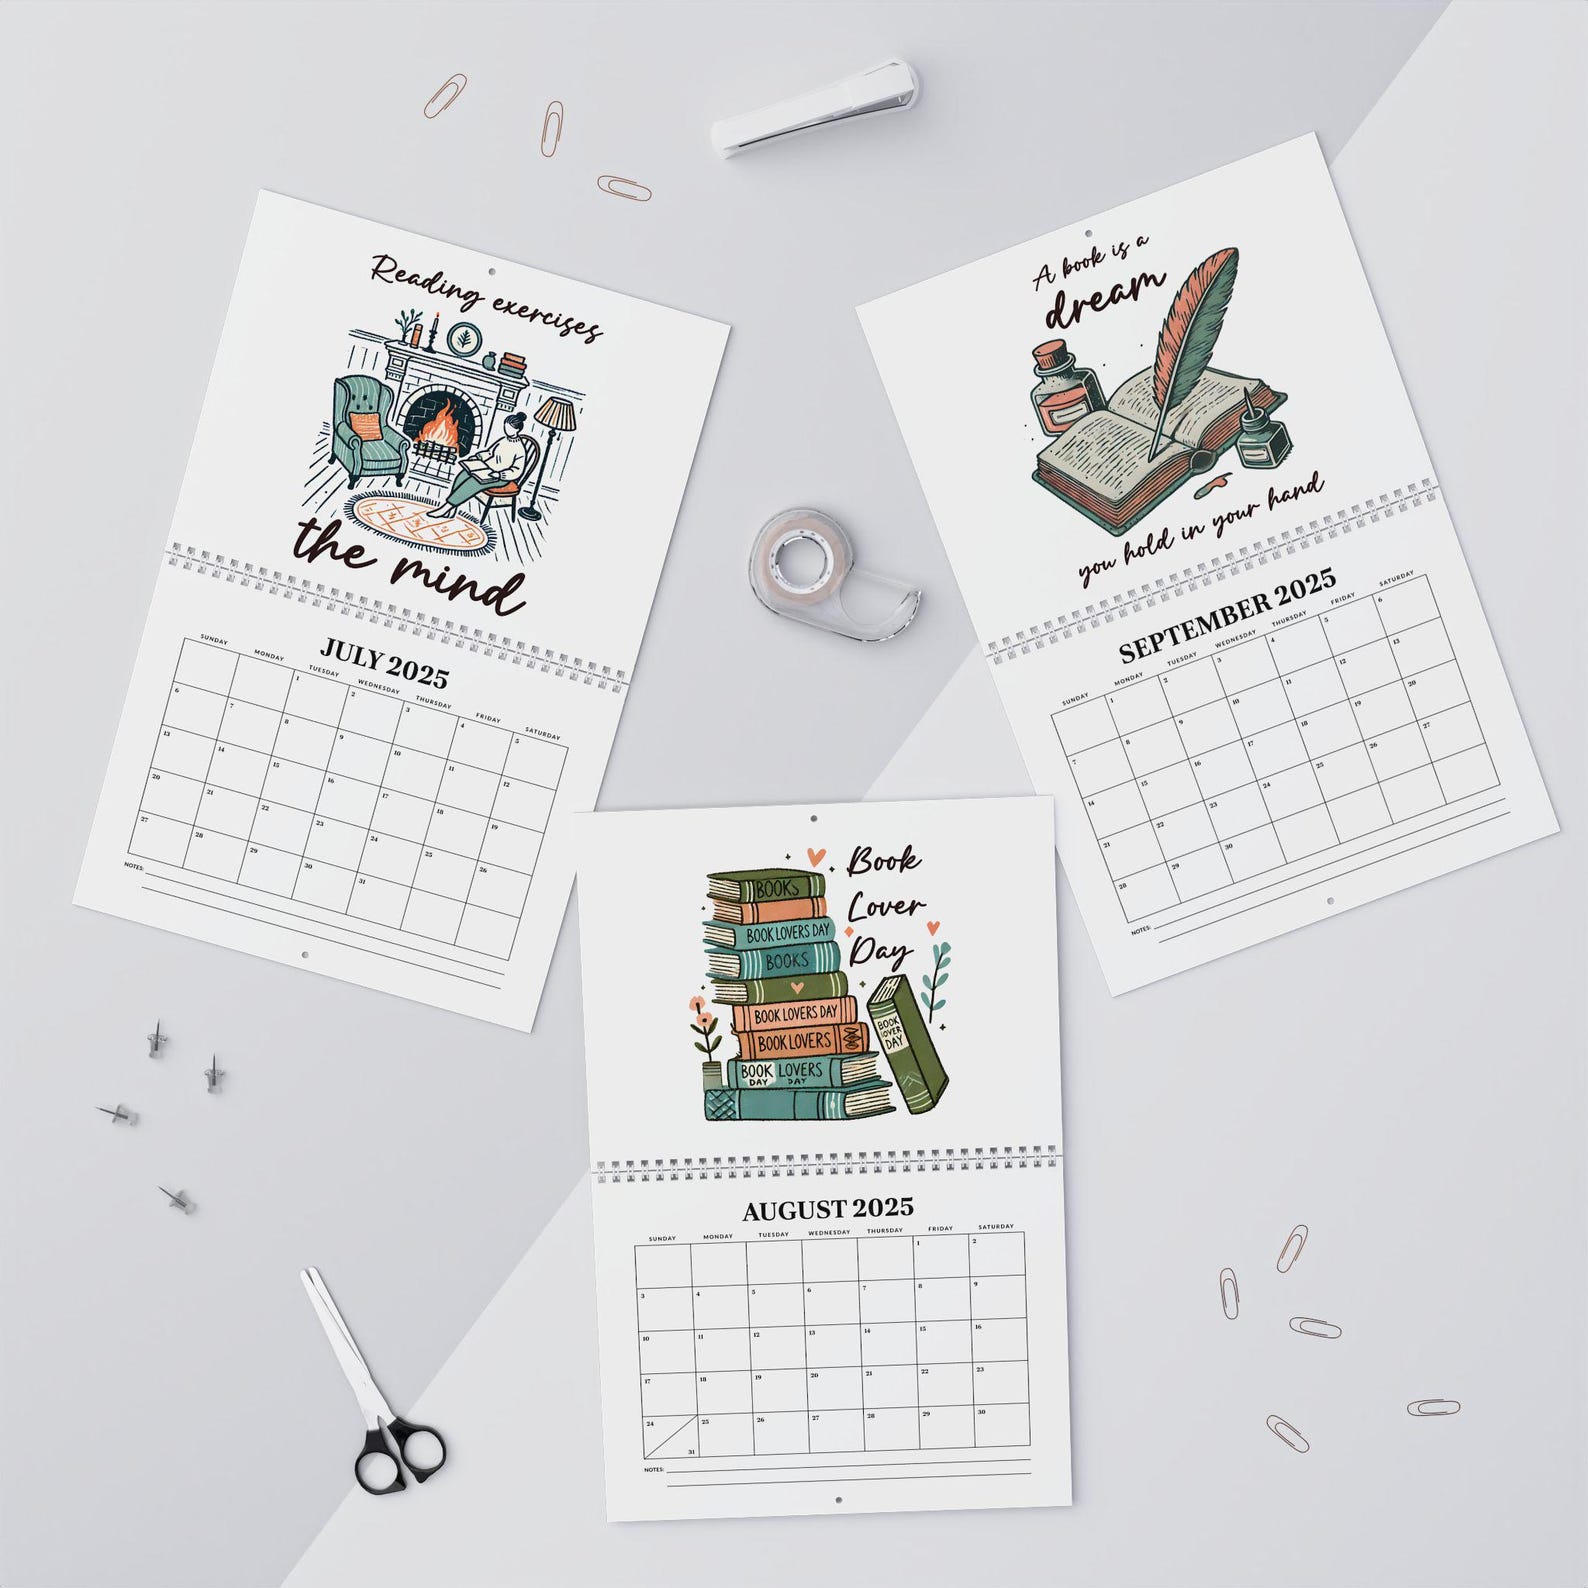 Reading exercises
the mind
JULY 2025
SUNDAY MONDAY TUESDAY WEDNESDAY THURSDAY FRIDAY SATURDAY
1 2 3 4 5
6 7 8 9 10 11 12
13 14 15 16 17 18 19
20 21 22 23 24 25 26
27 28 29 30 31
NOTES:
A book is a
dream
you hold in your hand
SEPTEMBER 2025
SUNDAY MONDAY TUESDAY WEDNESDAY THURSDAY FRIDAY SATURDAY
1 2 3 4 5 6
7 8 9 10 11 12 13
14 15 16 17 18 19 20
21 22 23 24 25 26 27
28 29 30
NOTES:
Book
Lover
Day
BOOKS
BOOK LOVERS DAY
BOOKS
BOOK LOVERS DAY
BOOK LOVERS
BOOK LOVERS
DAY DAY
BOOK
LOVER
DAY
AUGUST 2025
SUNDAY MONDAY TUESDAY WEDNESDAY THURSDAY FRIDAY SATURDAY
1 2
3 4 5 6 7 8 9
10 11 12 13 14 15 16
17 18 19 20 21 22 23
24 25 26 27 28 29 30
31
NOTES: